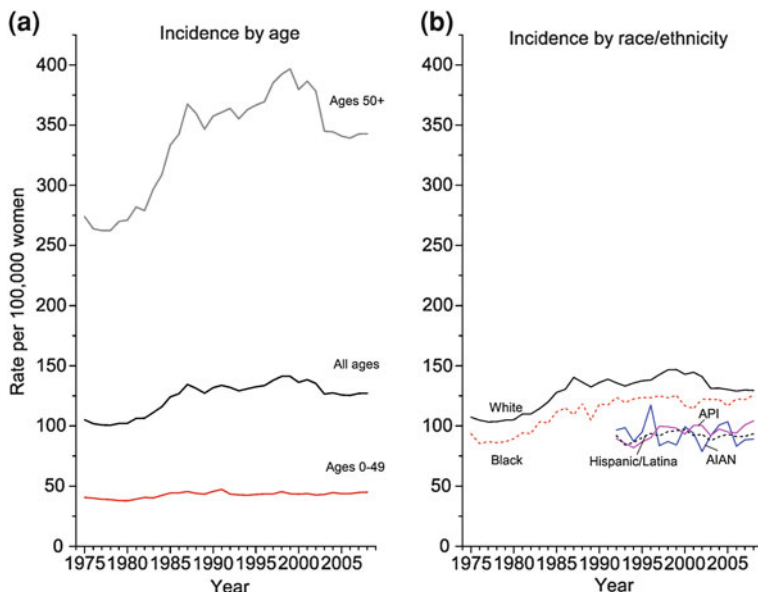 (a)
Incidence by age
Rate per 100,000 women
400
350
300
250
200
150
100
50
0
Ages 50+
All ages
Ages 0-49
1975 1980 1985 1990 1995 2000 2005
Year
(b)
Incidence by race/ethnicity
400
350
300
250
200
150
100
50
0
White
Black
API
Hispanic/Latina
AIAN
1975 1980 1985 1990 1995 2000 2005
Year